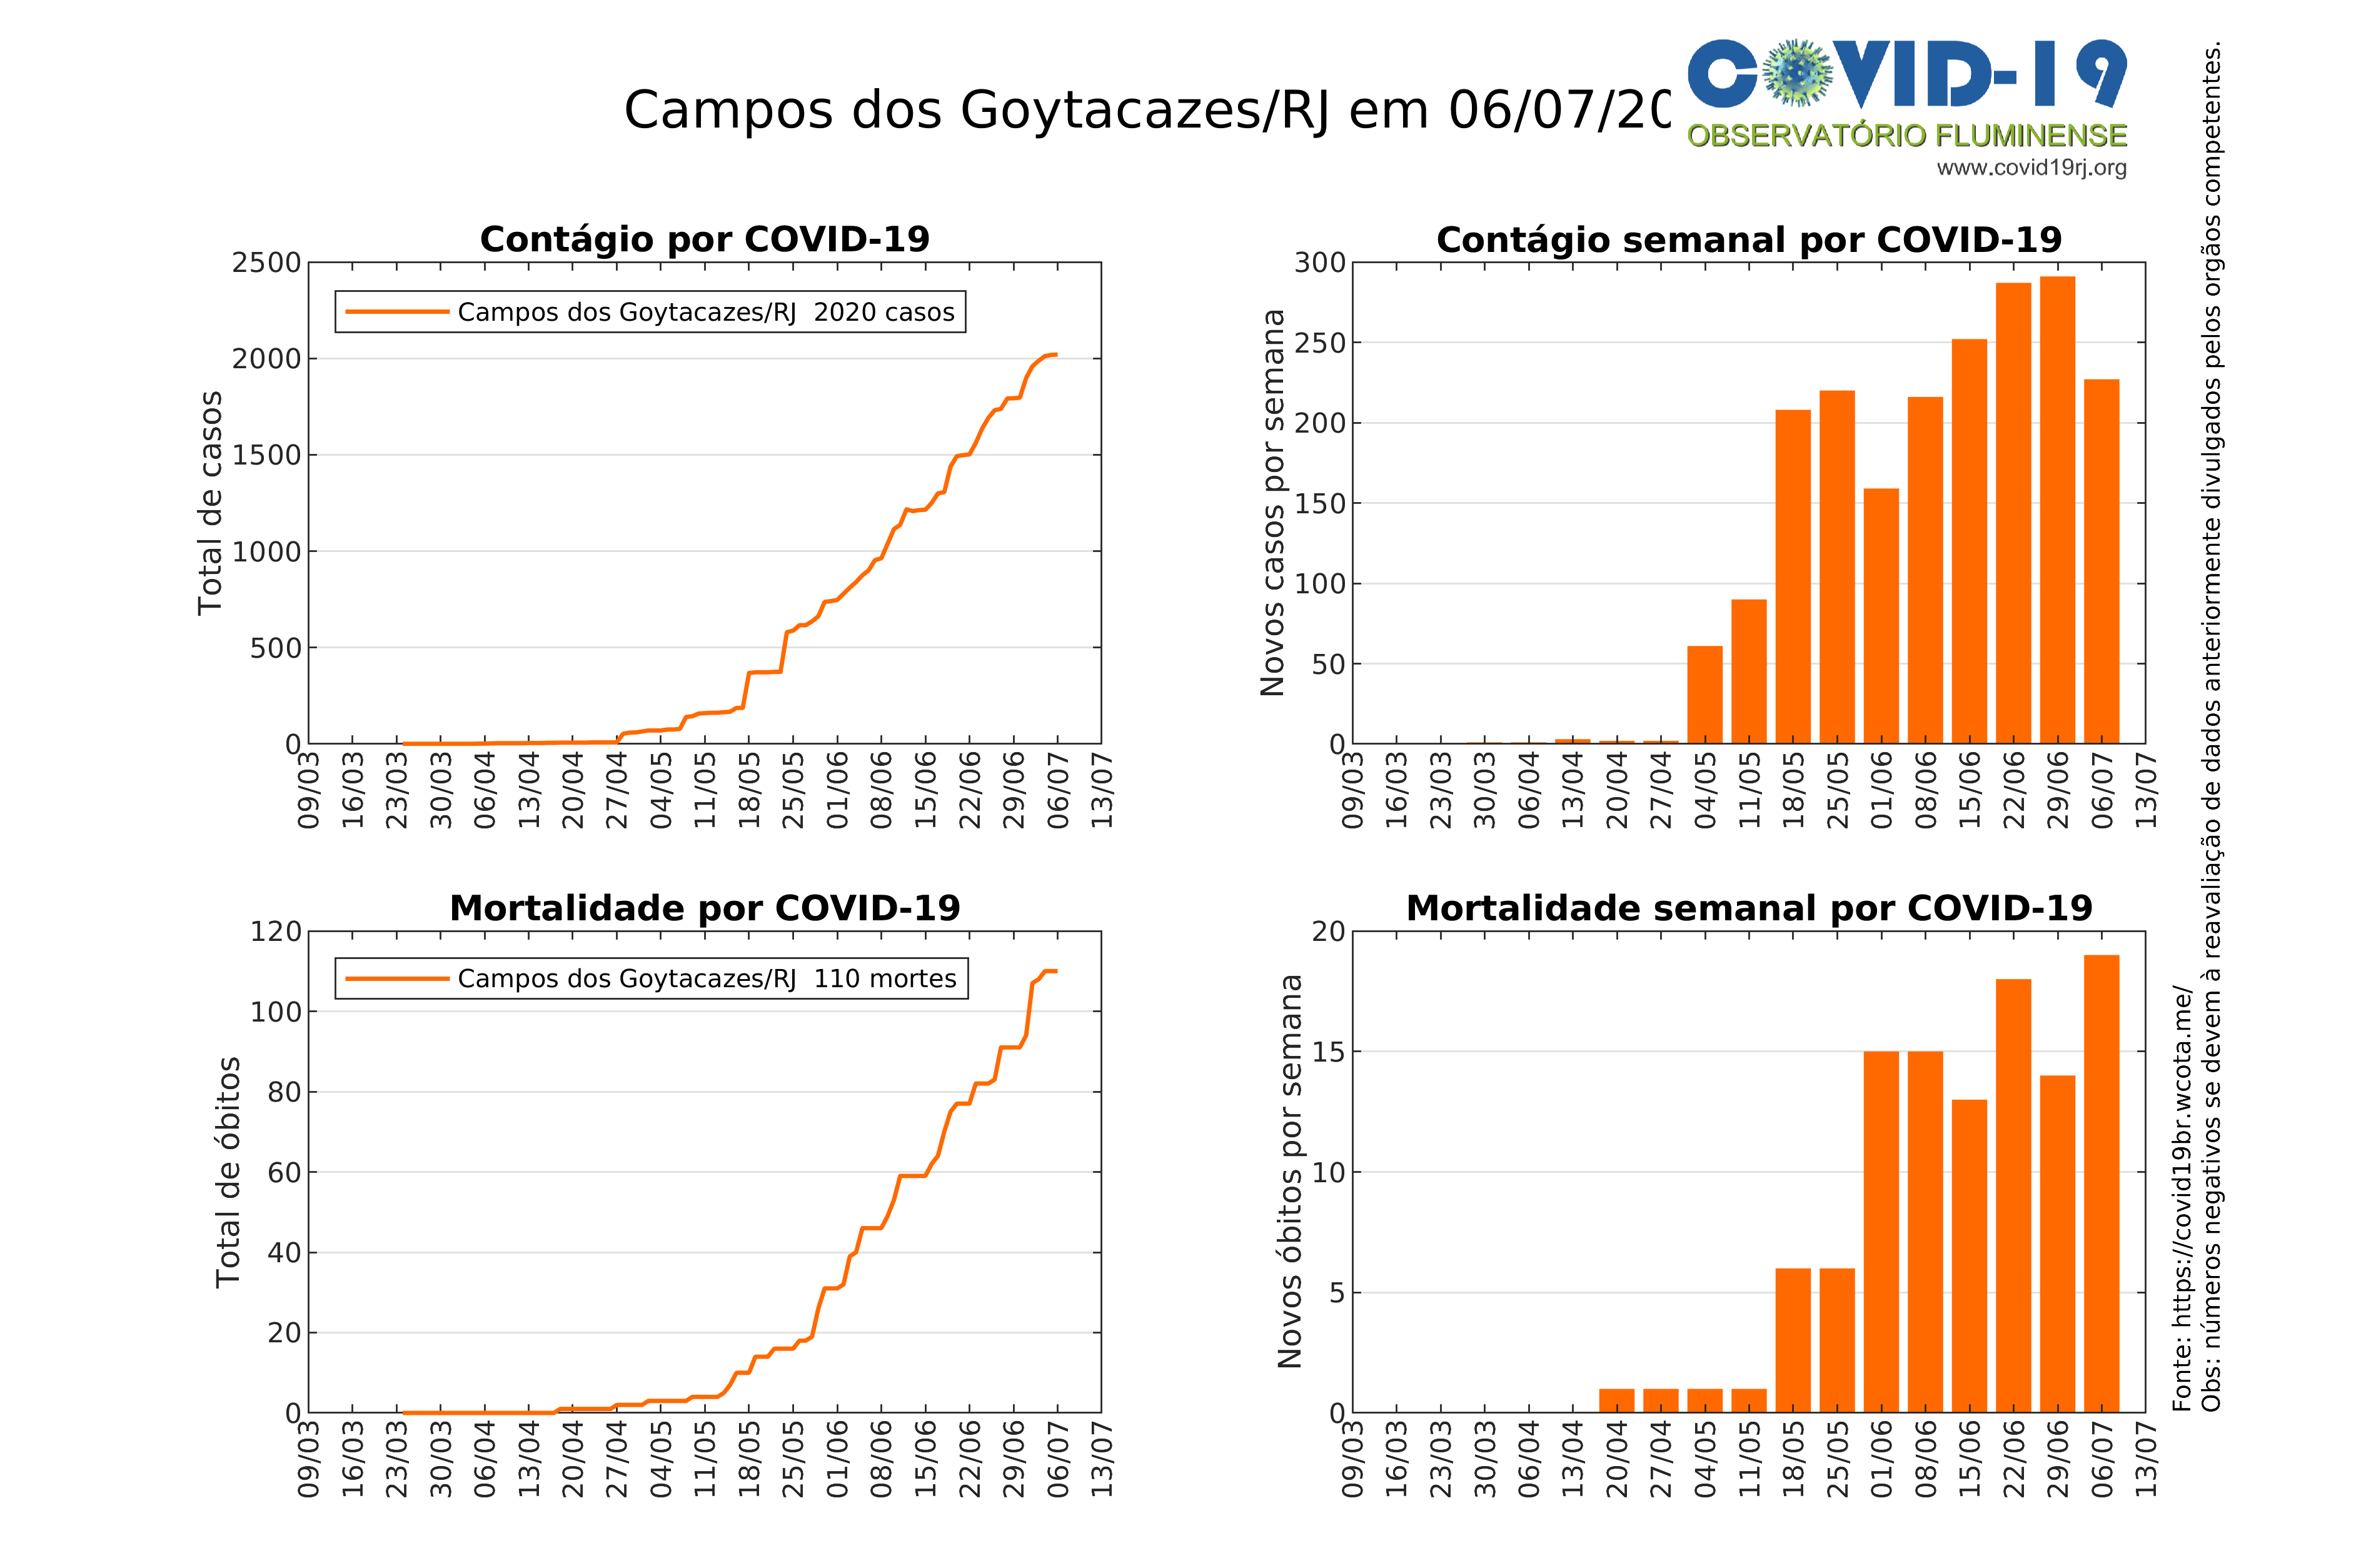 Campos dos Goytacazes/RJ em 06/07/20
COVID-19
OBSERVATÓRIO FLUMINENSE
www.covid19rj.org
Contágio por COVID-19
Total de casos
2500
2000
1500
1000
500
0
Campos dos Goytacazes/RJ 2020 casos
09/03 16/03 23/03 30/03 06/04 13/04 20/04 27/04 04/05 11/05 18/05 25/05 01/06 08/06 15/06 22/06 29/06 06/07 13/07
Contágio semanal por COVID-19
Novos casos por semana
300
250
200
150
100
50
0
09/03 16/03 23/03 30/03 06/04 13/04 20/04 27/04 04/05 11/05 18/05 25/05 01/06 08/06 15/06 22/06 29/06 06/07 13/07
Mortalidade por COVID-19
Total de óbitos
120
100
80
60
40
20
0
Campos dos Goytacazes/RJ 110 mortes
09/03 16/03 23/03 30/03 06/04 13/04 20/04 27/04 04/05 11/05 18/05 25/05 01/06 08/06 15/06 22/06 29/06 06/07 13/07
Mortalidade semanal por COVID-19
Novos óbitos por semana
20
15
10
5
0
09/03 16/03 23/03 30/03 06/04 13/04 20/04 27/04 04/05 11/05 18/05 25/05 01/06 08/06 15/06 22/06 29/06 06/07 13/07
Fonte: https://covid19br.wcota.me/
Obs: números negativos se devem à reavaliação de dados anteriormente divulgados pelos orgãos competentes.